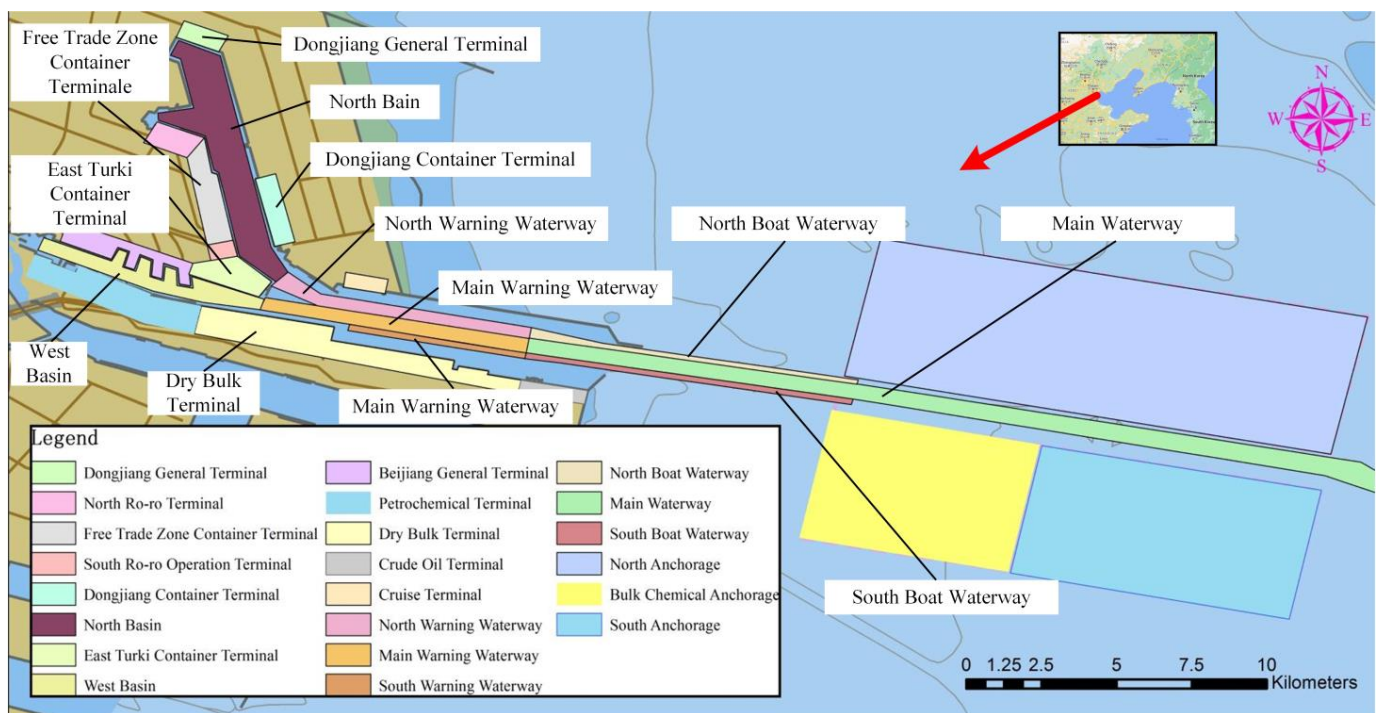 Free Trade Zone
Container
Terminale
Dongjiang General Terminal
North Bain
East Turki
Container
Terminal
Dongjiang Container Terminal
North Warning Waterway
North Boat Waterway
Main Waterway
Main Warning Waterway
West
Basin
Dry Bulk
Terminal
Main Warning Waterway
South Boat Waterway
N
W E
S
Legend
Dongjiang General Terminal
North Ro-ro Terminal
Free Trade Zone Container Terminal
South Ro-ro Operation Terminal
Dongjiang Container Terminal
North Basin
East Turki Container Terminal
West Basin
Beijiang General Terminal
Petrochemical Terminal
Dry Bulk Terminal
Crude Oil Terminal
Cruise Terminal
North Warning Waterway
Main Warning Waterway
South Warning Waterway
North Boat Waterway
Main Waterway
South Boat Waterway
North Anchorage
Bulk Chemical Anchorage
South Anchorage
0 1.25 2.5 5 7.5 10
Kilometers